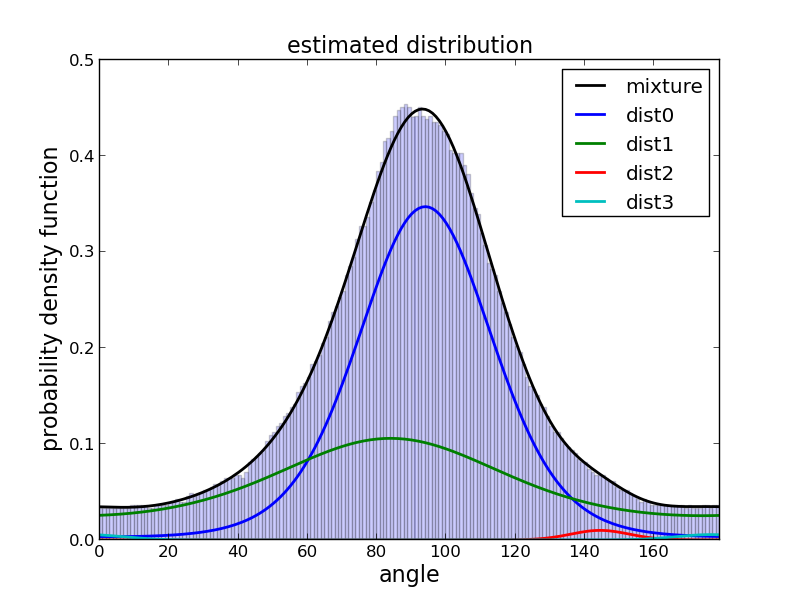 estimated distribution
probability density function
0.5
0.4
0.3
0.2
0.1
0.0
mixture
dist0
dist1
dist2
dist3
0 20 40 60 80 100 120 140 160
angle